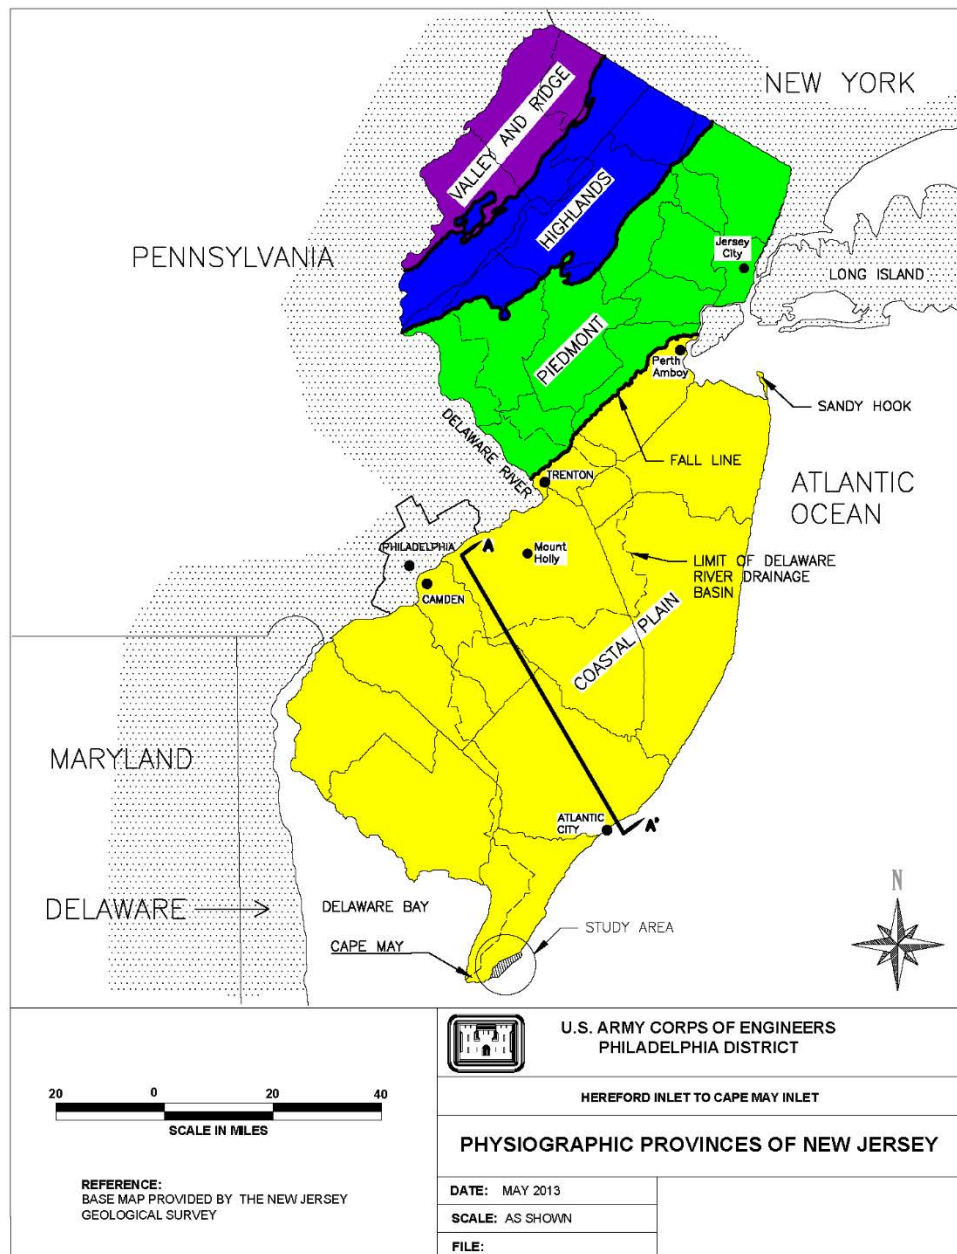 NEW YORK
VALLEY AND RIDGE
HIGHLANDS
PENNSYLVANIA
Jersey
City
LONG ISLAND
PIEDMONT
Perth
Amboy
SANDY HOOK
DELAWARE RIVER
FALL LINE
TRENTON
ATLANTIC
OCEAN
PHILADELPHIA
A
Mount
Holly
LIMIT OF DELAWARE
RIVER DRAINAGE
BASIN
CAMDEN
COASTAL PLAIN
MARYLAND
ATLANTIC
CITY
A'
N
DELAWARE
DELAWARE BAY
STUDY AREA
CAPE MAY
20 0 20 40
SCALE IN MILES
REFERENCE:
BASE MAP PROVIDED BY THE NEW JERSEY
GEOLOGICAL SURVEY
U.S. ARMY CORPS OF ENGINEERS
PHILADELPHIA DISTRICT
HEREFORD INLET TO CAPE MAY INLET
PHYSIOGRAPHIC PROVINCES OF NEW JERSEY
DATE: MAY 2013
SCALE: AS SHOWN
FILE: